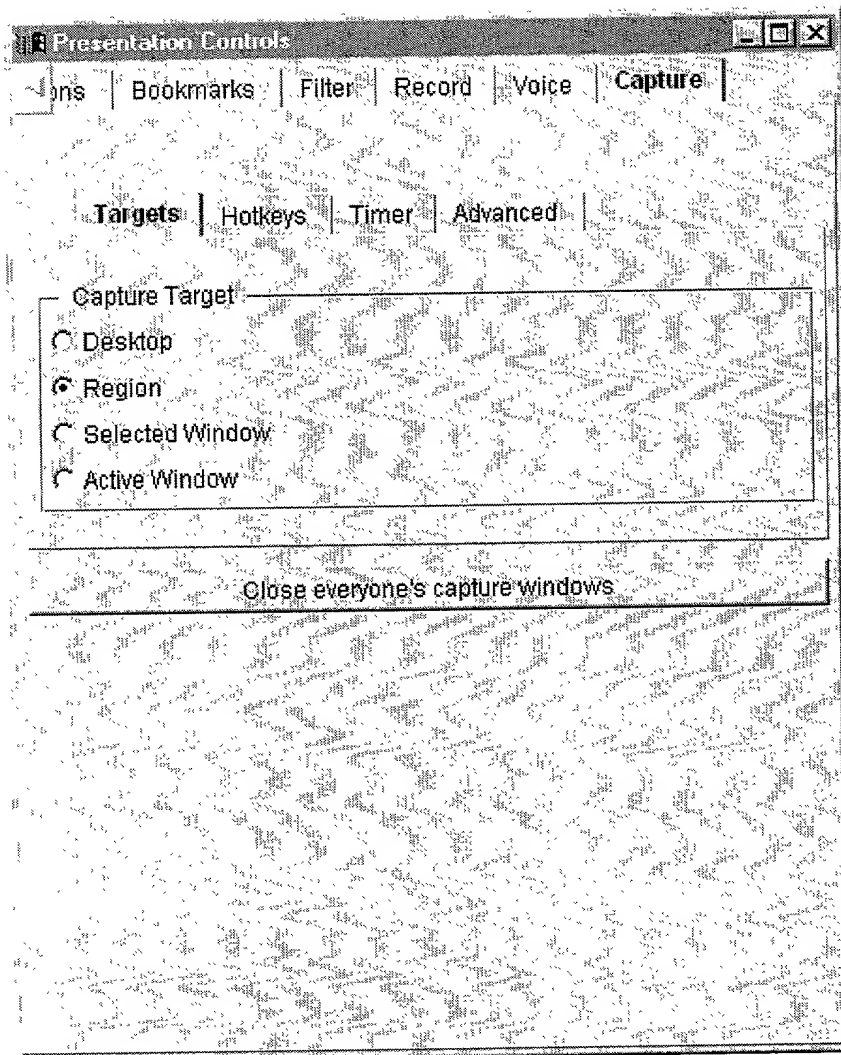 Presentation Controls
ons Bookmarks Filter Record Voice Capture
Targets Hotkeys Timer Advanced
Capture Target
Desktop
Region
Selected Window
Active Window
Close everyone's capture windows